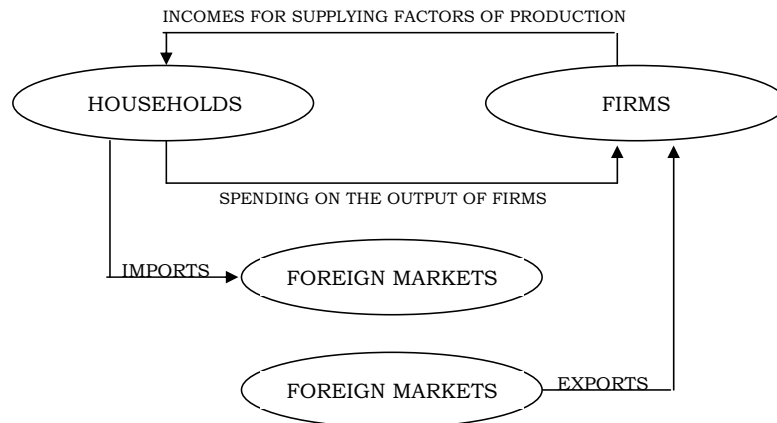 INCOMES FOR SUPPLYING FACTORS OF PRODUCTION
HOUSEHOLDS
FIRMS
SPENDING ON THE OUTPUT OF FIRMS
IMPORTS
FOREIGN MARKETS
FOREIGN MARKETS
EXPORTS